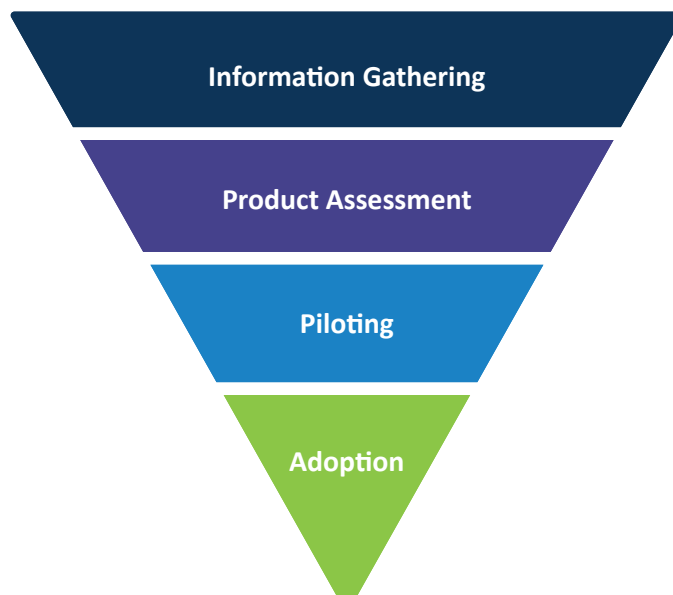 Information Gathering
Product Assessment
Piloting
Adoption